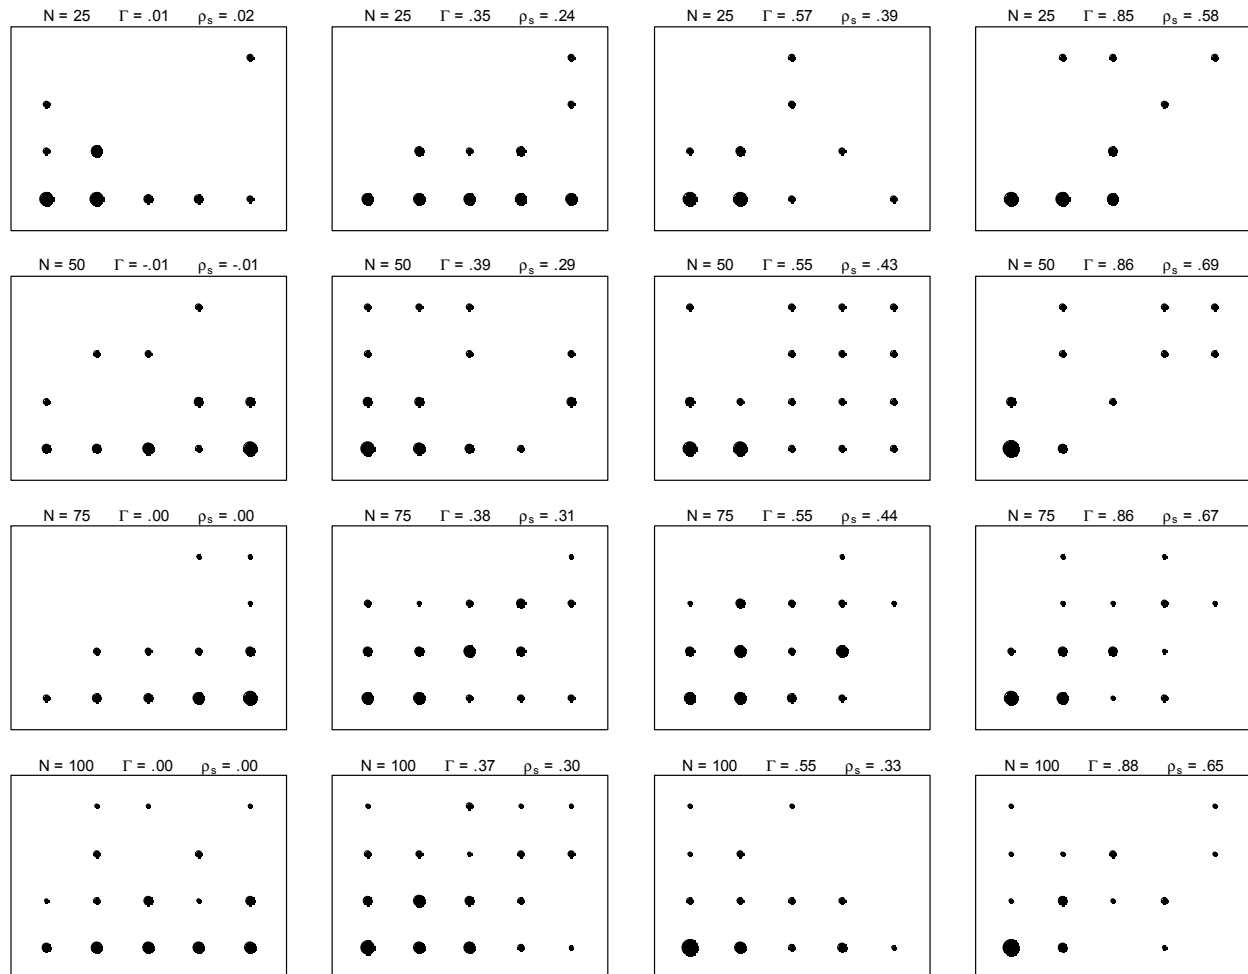 N = 25 Γ = .01 ρs = .02
N = 25 Γ = .35 ρs = .24
N = 25 Γ = .57 ρs = .39
N = 25 Γ = .85 ρs = .58
N = 50 Γ = -.01 ρs = -.01
N = 50 Γ = .39 ρs = .29
N = 50 Γ = .55 ρs = .43
N = 50 Γ = .86 ρs = .69
N = 75 Γ = .00 ρs = .00
N = 75 Γ = .38 ρs = .31
N = 75 Γ = .55 ρs = .44
N = 75 Γ = .86 ρs = .67
N = 100 Γ = .00 ρs = .00
N = 100 Γ = .37 ρs = .30
N = 100 Γ = .55 ρs = .33
N = 100 Γ = .88 ρs = .65